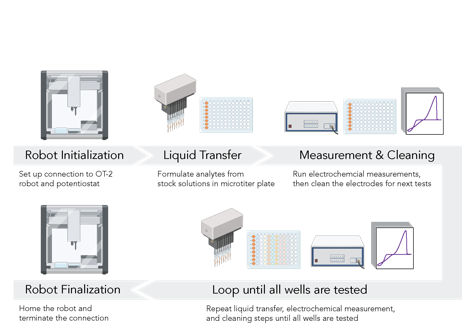 Robot Initialization
Liquid Transfer
Measurement & Cleaning
Set up connection to OT-2
robot and potentiostat
Formulate analytes from
stock solutions in microtiter plate
Run electrochemcial measurements,
then clean the electrodes for next tests
Robot Finalization
Loop until all wells are tested
Home the robot and
terminate the connection
Repeat liquid transfer, electrochemical measurement,
and cleaning steps until all wells are tested